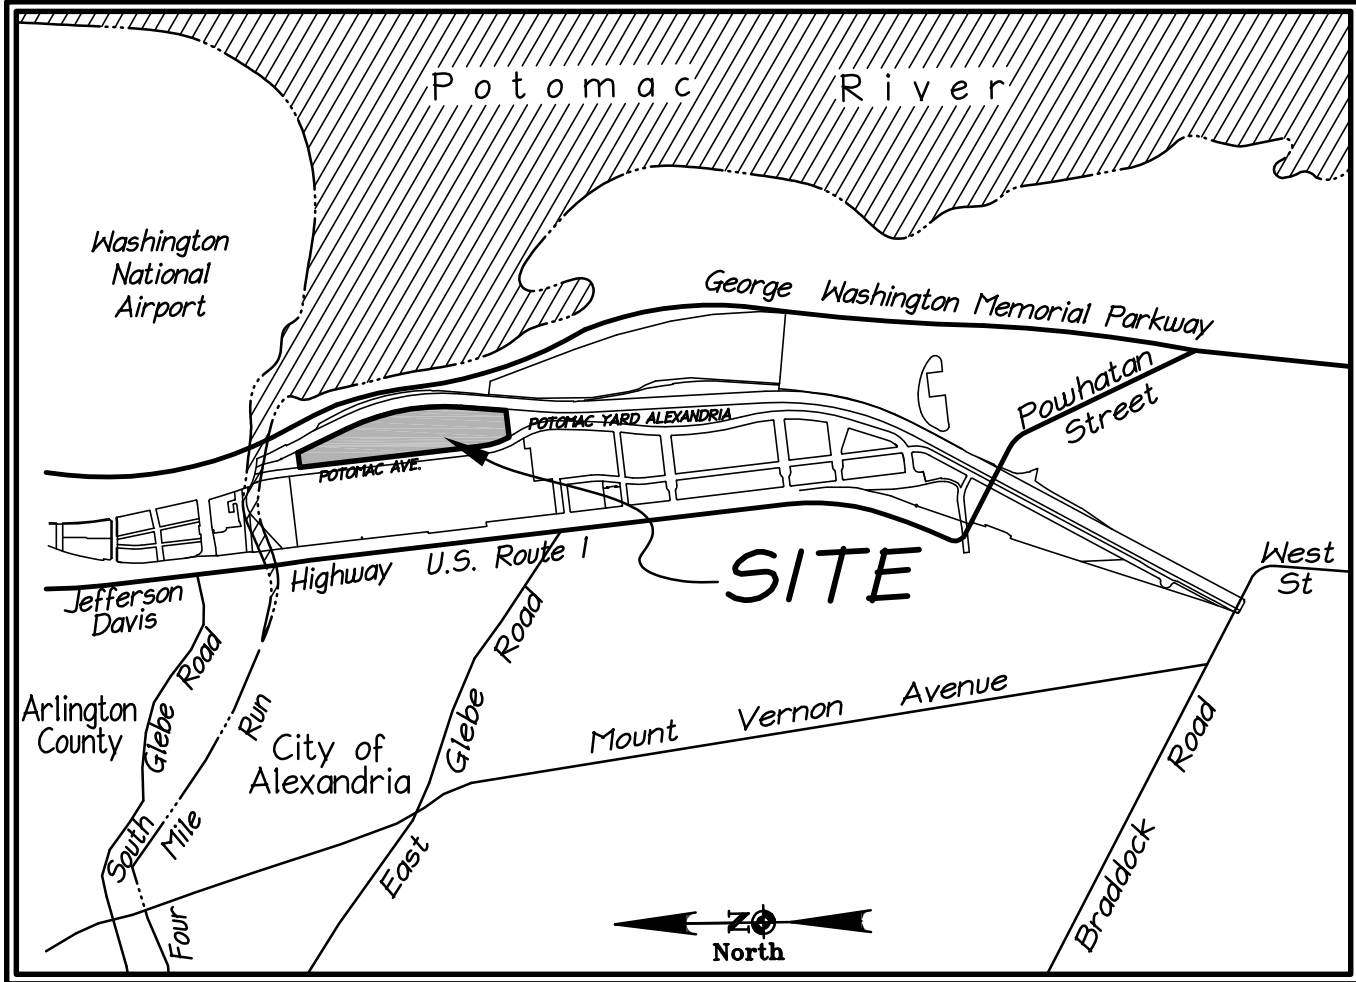 Potomac River
Washington
National
Airport
George Washington Memorial Parkway
Powhatan
Street
POTOMAC YARD ALEXANDRIA
POTOMAC AVE.
SITE
West
St
Jefferson
Davis
Highway U.S. Route 1
Arlington
County
South Glebe Road
Four Mile Run
City of
Alexandria
East Glebe Road
Mount Vernon Avenue
Braddock Road
N
North